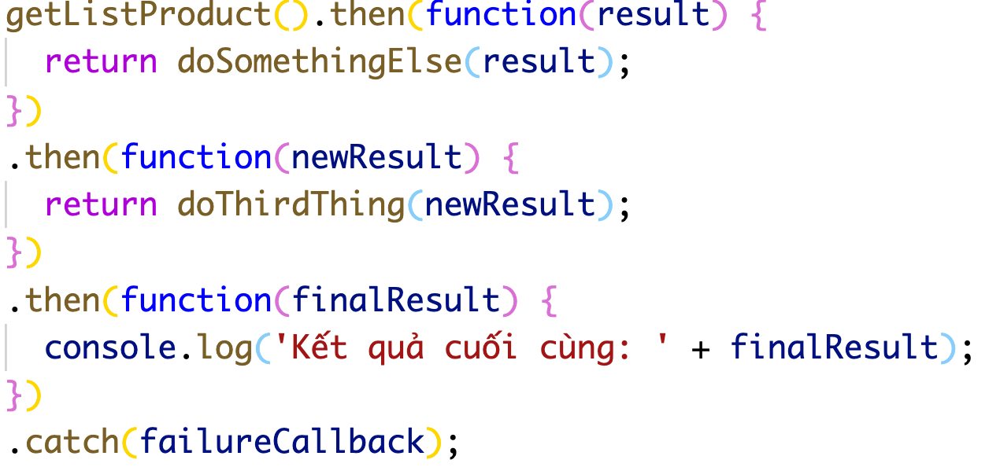 getListProduct().then(function(result) {
  return doSomethingElse(result);
})
.then(function(newResult) {
  return doThirdThing(newResult);
})
.then(function(finalResult) {
  console.log('Kết quả cuối cùng: ' + finalResult);
})
.catch(failureCallback);